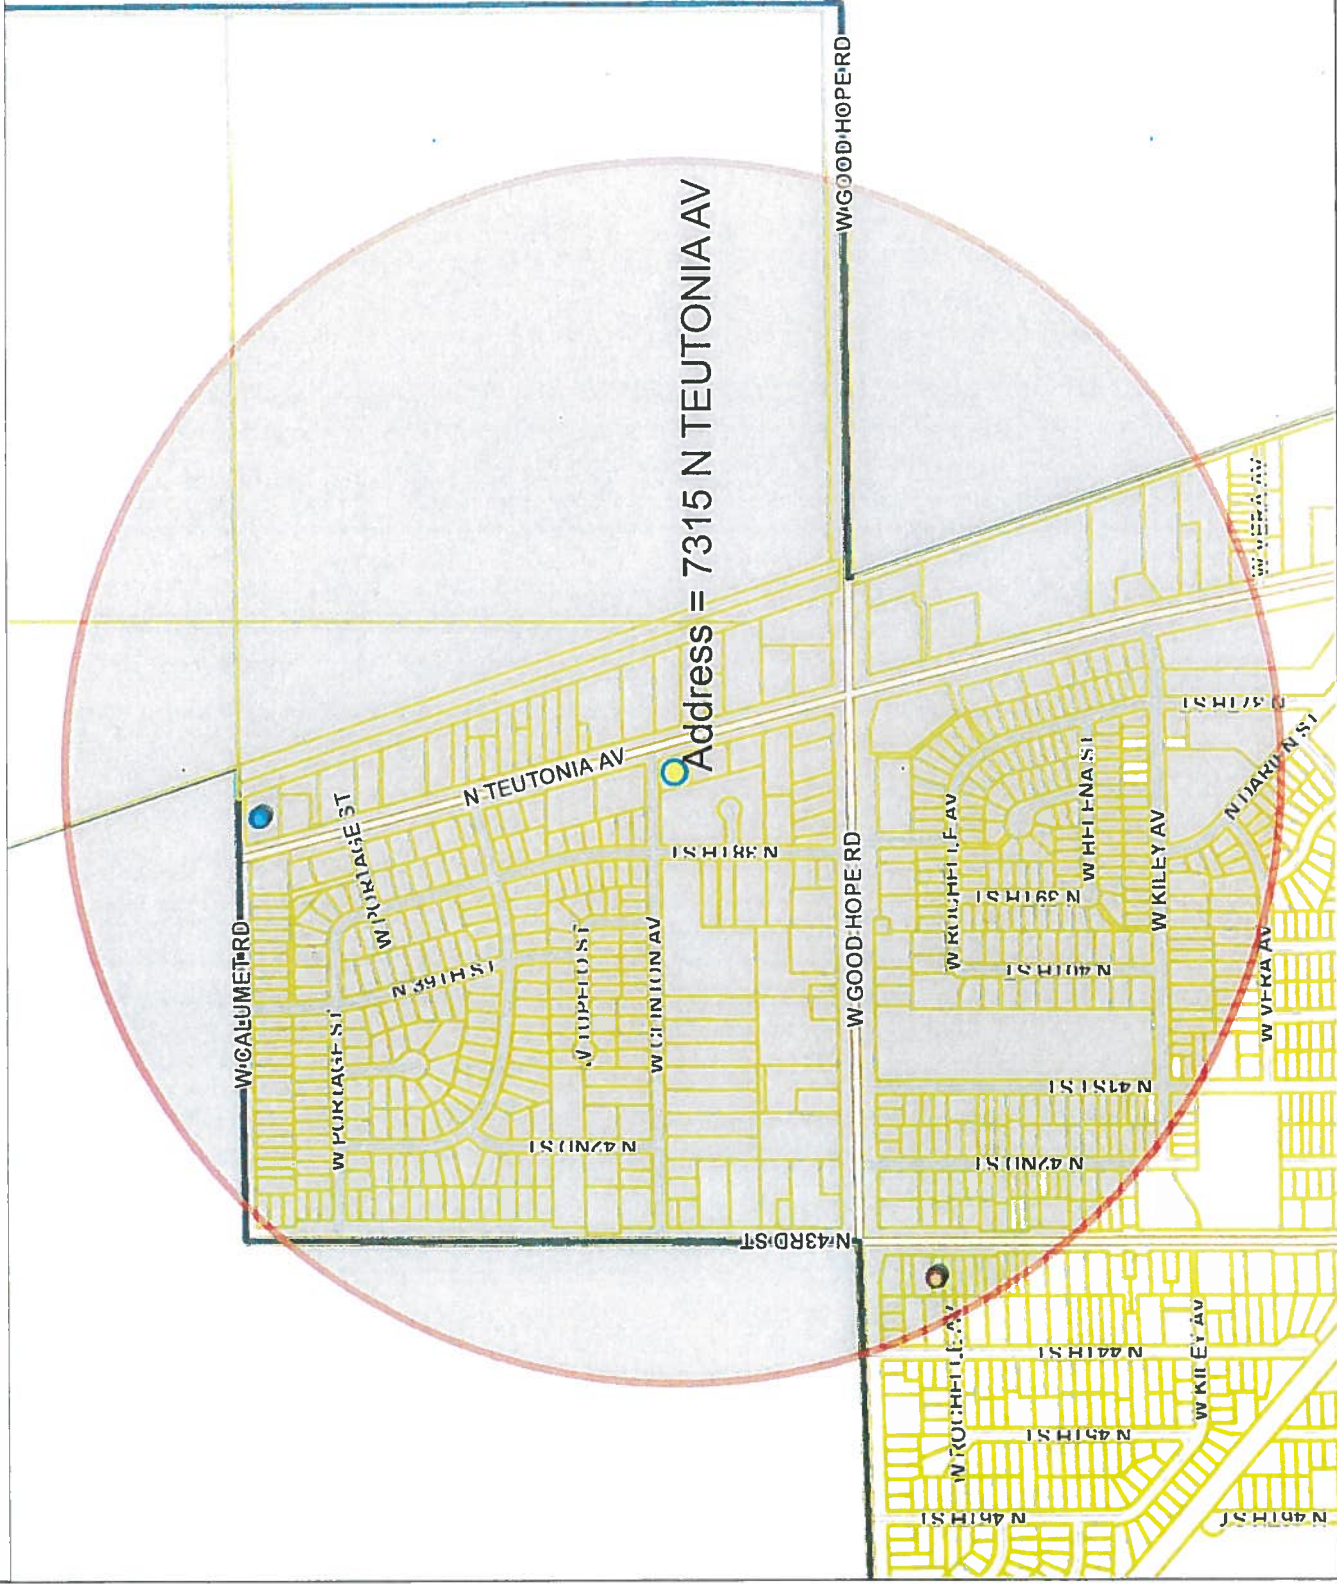 W GOOD HOPE RD
Address = 7315 N TEUTONIA AV
N TEUTONIA AV
W PORTAGE ST
N 38TH ST
W CALUMET RD
N 39TH ST
W TUPELO ST
W CLINTON AV
W GOOD HOPE RD
W PORTAGE ST
N 42ND ST
N 43RD ST
W VERA AV
N 37TH ST
N DARIEN ST
W HELENA ST
W ROCHELLE AV
W KILEY AV
N 39TH ST
N 40TH ST
W VERA AV
N 41ST ST
N 42ND ST
W ROCHELLE AV
N 44TH ST
W KILEY AV
N 45TH ST
N 46TH ST
N 46TH ST